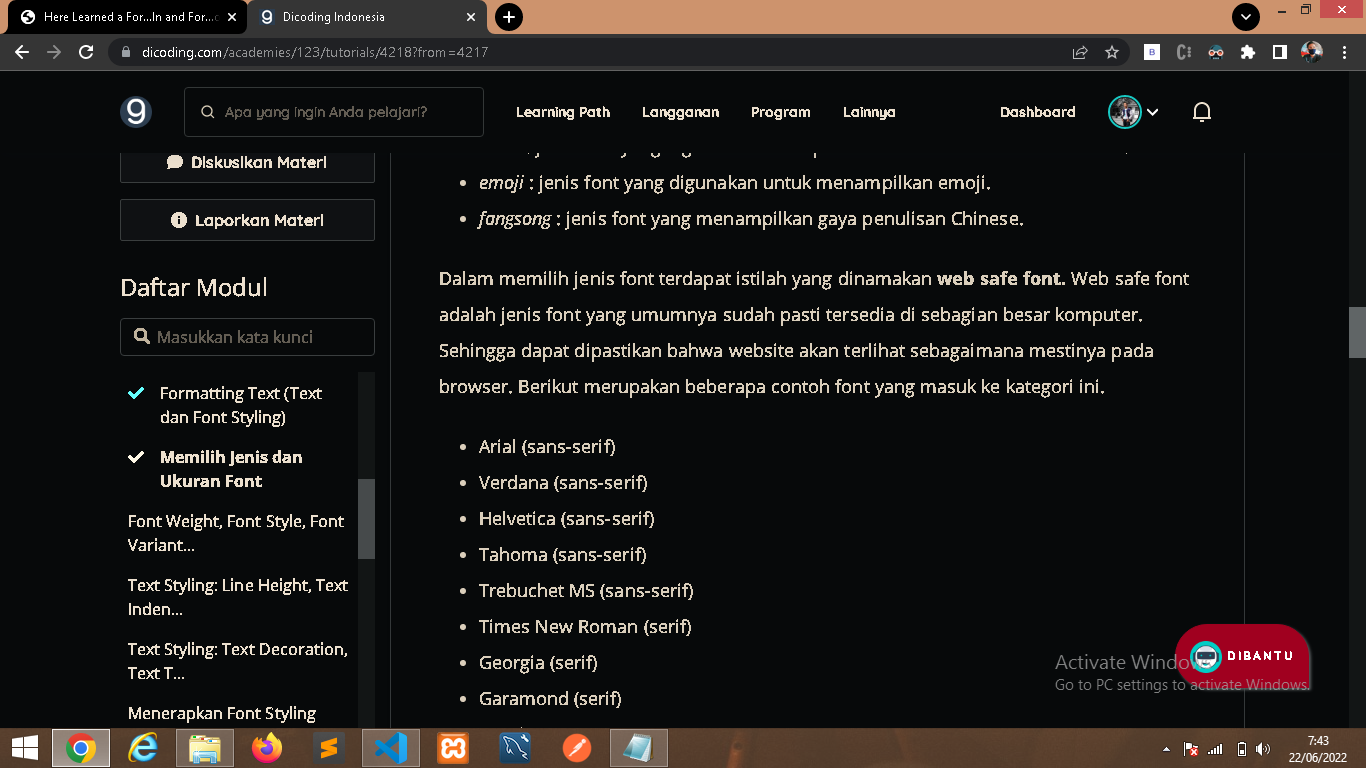 Here Learned a For...In and For...
Dicoding Indonesia
dicoding.com/academies/123/tutorials/4218?from=4217
Apa yang ingin Anda pelajari?
Learning Path
Langganan
Program
Lainnya
Dashboard
Diskusikan Materi
Laporkan Materi
Daftar Modul
Masukkan kata kunci
Formatting Text (Text
dan Font Styling)
Memilih Jenis dan
Ukuran Font
Font Weight, Font Style, Font
Variant...
Text Styling: Line Height, Text
Inden...
Text Styling: Text Decoration,
Text T...
Menerapkan Font Styling
• emoji : jenis font yang digunakan untuk menampilkan emoji.
• fangsong : jenis font yang menampilkan gaya penulisan Chinese.
Dalam memilih jenis font terdapat istilah yang dinamakan web safe font. Web safe font
adalah jenis font yang umumnya sudah pasti tersedia di sebagian besar komputer.
Sehingga dapat dipastikan bahwa website akan terlihat sebagaimana mestinya pada
browser. Berikut merupakan beberapa contoh font yang masuk ke kategori ini.
• Arial (sans-serif)
• Verdana (sans-serif)
• Helvetica (sans-serif)
• Tahoma (sans-serif)
• Trebuchet MS (sans-serif)
• Times New Roman (serif)
• Georgia (serif)
• Garamond (serif)
DIBANTU
Activate Windo
Go to PC settings to activate Windows.
7:43
22/06/2022